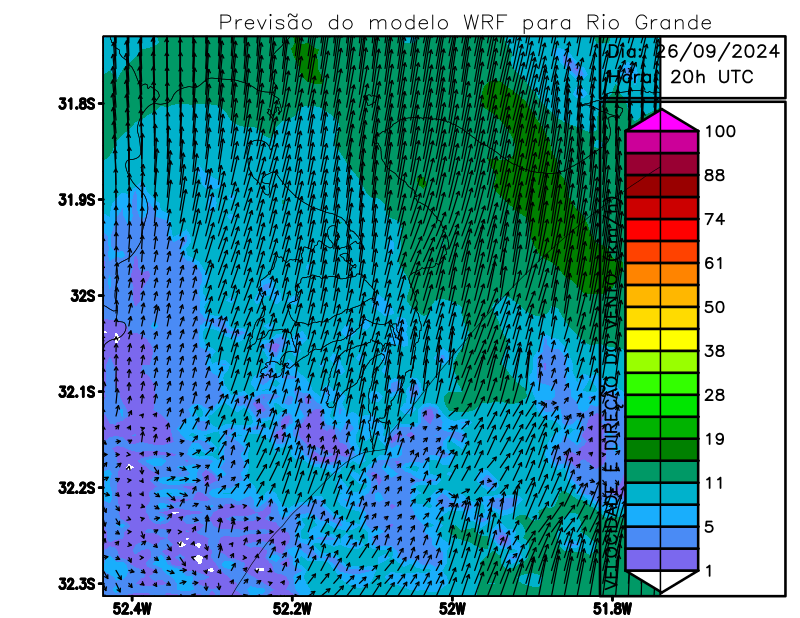 Previsão do modelo WRF para Rio Grande
Dia: 26/09/2024
Hora: 20h UTC
31.8S
31.9S
32S
32.1S
32.2S
32.3S
52.4W
52.2W
52W
51.8W
100
88
74
61
50
38
28
19
11
5
1
VELOCIDADE E DIREÇÃO DO VENTO (km/h)